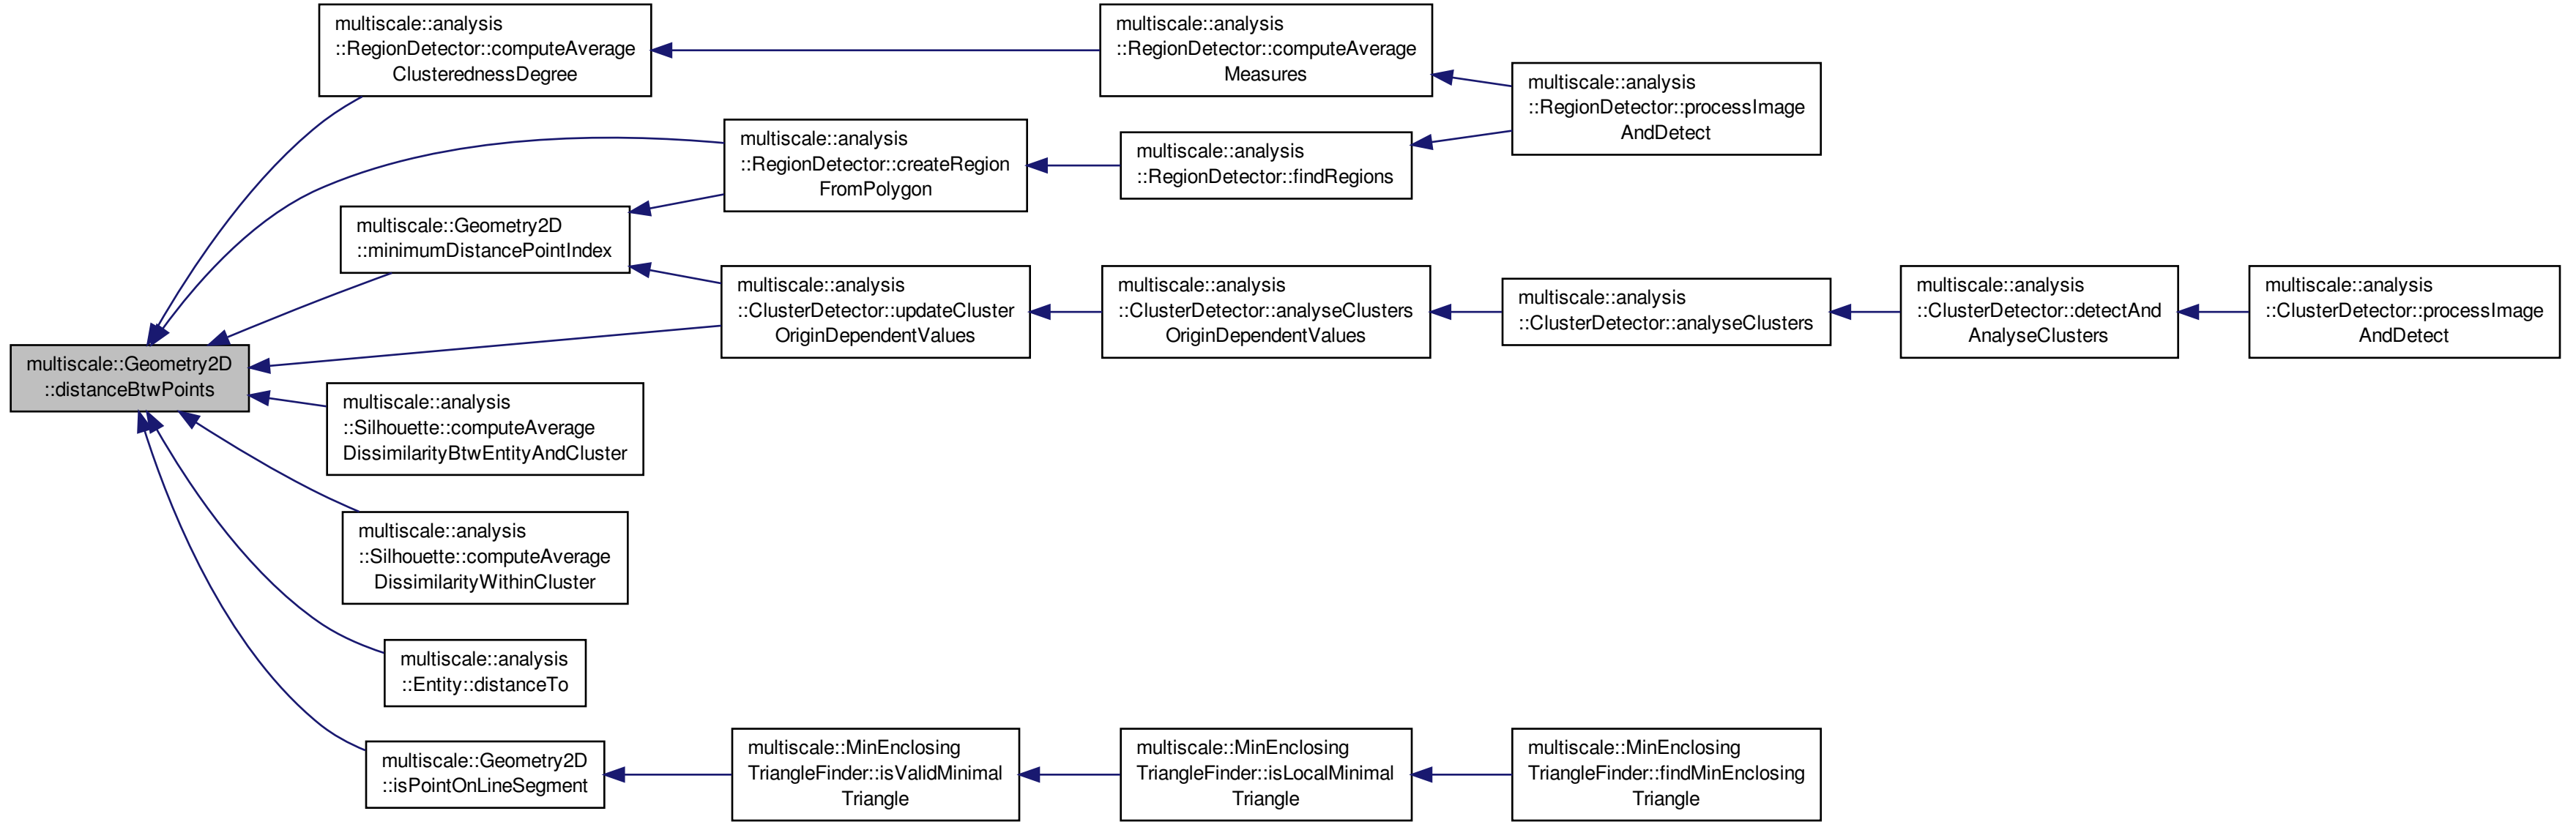 multiscale::analysis
::RegionDetector::computeAverage
ClusterednessDegree
multiscale::analysis
::RegionDetector::computeAverage
Measures
multiscale::analysis
::RegionDetector::processImage
AndDetect
multiscale::analysis
::RegionDetector::createRegion
FromPolygon
multiscale::analysis
::RegionDetector::findRegions
multiscale::Geometry2D
::minimumDistancePointIndex
multiscale::analysis
::ClusterDetector::updateCluster
OriginDependentValues
multiscale::analysis
::ClusterDetector::analyseClusters
OriginDependentValues
multiscale::analysis
::ClusterDetector::analyseClusters
multiscale::analysis
::ClusterDetector::detectAnd
AnalyseClusters
multiscale::analysis
::ClusterDetector::processImage
AndDetect
multiscale::Geometry2D
::distanceBtwPoints
multiscale::analysis
::Silhouette::computeAverage
DissimilarityBtwEntityAndCluster
multiscale::analysis
::Silhouette::computeAverage
DissimilarityWithinCluster
multiscale::analysis
::Entity::distanceTo
multiscale::Geometry2D
::isPointOnLineSegment
multiscale::MinEnclosing
TriangleFinder::isValidMinimal
Triangle
multiscale::MinEnclosing
TriangleFinder::isLocalMinimal
Triangle
multiscale::MinEnclosing
TriangleFinder::findMinEnclosing
Triangle